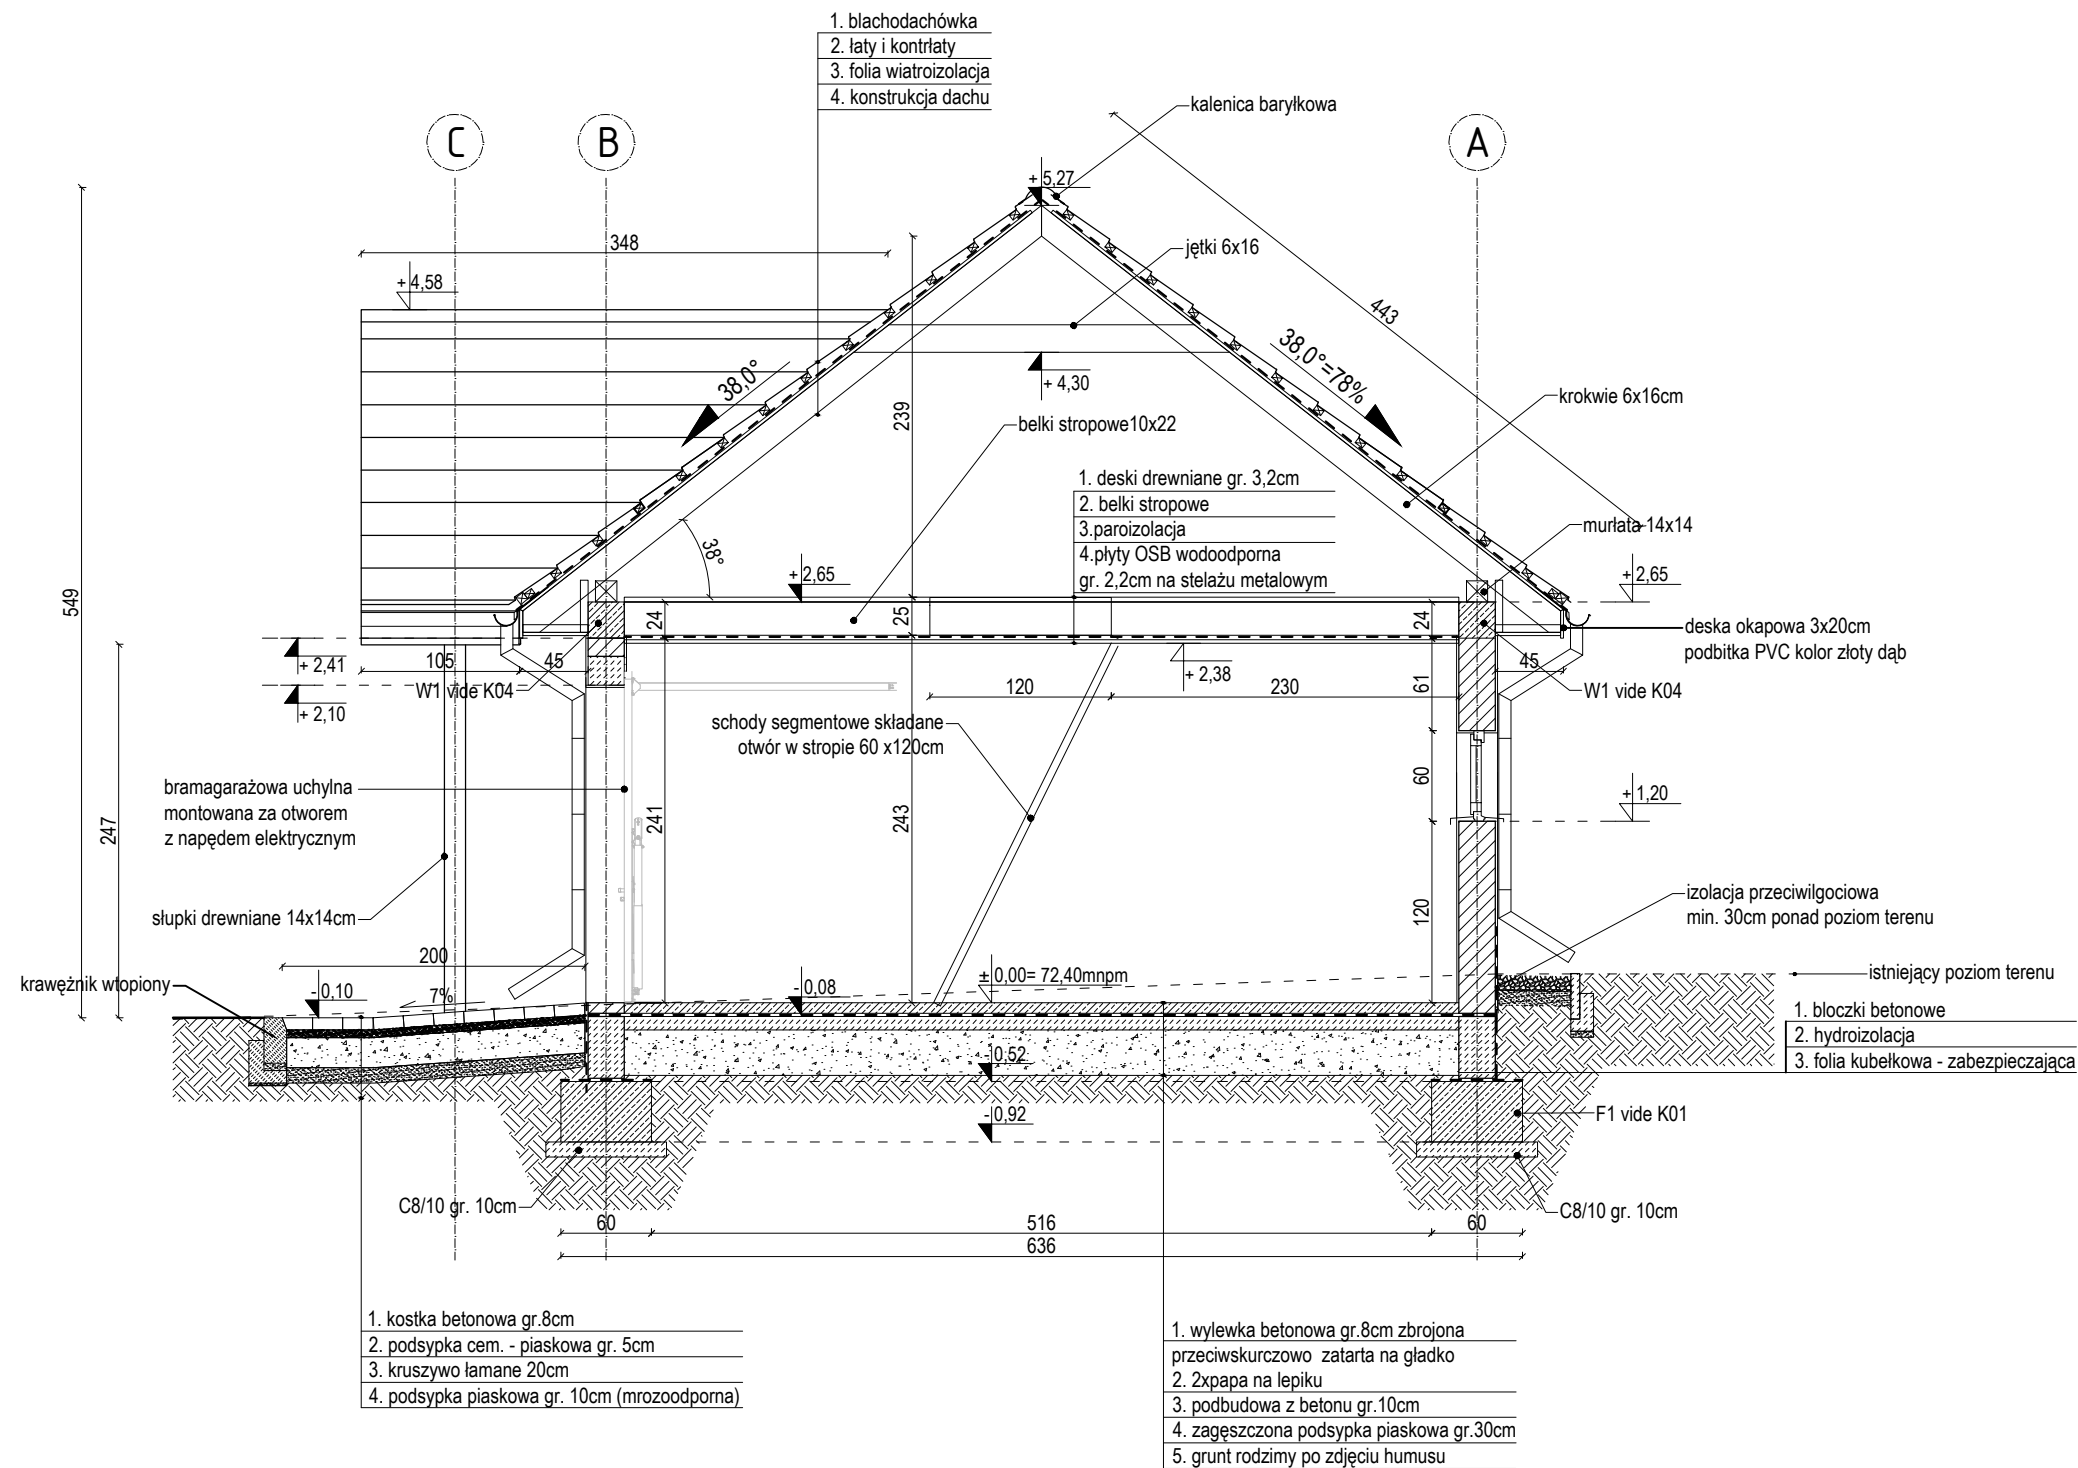 1. blachodachówka
2. łaty i kontrłaty
3. folia wiatroizolacja
4. konstrukcja dachu
kalenica baryłkowa
C
B
A
+ 5,27
348
jętki 6x16
+ 4,58
443
38,0°
38,0°=78%
+ 4,30
krokwie 6x16cm
239
belki stropowe10x22
1. deski drewniane gr. 3,2cm
2. belki stropowe
3.paroizolacja
4.płyty OSB wodoodporna
gr. 2,2cm na stelażu metalowym
murłata 14x14
38°
+ 2,65
+ 2,65
549
24
25
24
deska okapowa 3x20cm
podbitka PVC kolor złoty dąb
+ 2,41
105
45
+ 2,38
45
W1 vide K04
120
230
61
W1 vide K04
+ 2,10
schody segmentowe składane
otwór w stropie 60 x120cm
bramagarażowa uchylna
montowana za otworem
z napędem elektrycznym
60
+ 1,20
247
241
243
słupki drewniane 14x14cm
120
izolacja przeciwilgociowa
min. 30cm ponad poziom terenu
200
krawężnik wtopiony
- 0,10
7%
- 0,08
± 0,00= 72,40mnpm
istniejący poziom terenu
1. bloczki betonowe
2. hydroizolacja
3. folia kubełkowa - zabezpieczająca
- 0,52
- 0,92
F1 vide K01
C8/10 gr. 10cm
C8/10 gr. 10cm
60
516
60
636
1. kostka betonowa gr.8cm
2. podsypka cem. - piaskowa gr. 5cm
3. kruszywo łamane 20cm
4. podsypka piaskowa gr. 10cm (mrozoodporna)
1. wylewka betonowa gr.8cm zbrojona
przeciwskurczowo zatarta na gładko
2. 2xpapa na lepiku
3. podbudowa z betonu gr.10cm
4. zagęszczona podsypka piaskowa gr.30cm
5. grunt rodzimy po zdjęciu humusu